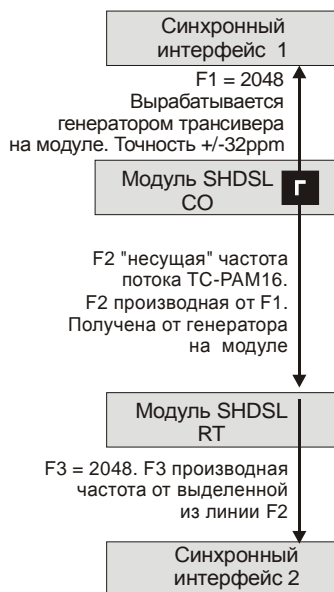 Синхронный
интерфейс 1
F1 = 2048
Вырабатывается
генератором трансивера
на модуле. Точность +/-32ppm
Модуль SHDSL
CO
Г
F2 "несущая" частота
потока TC-PAM16.
F2 производная от F1.
Получена от генератора
на модуле
Модуль SHDSL
RT
F3 = 2048. F3 производная
частота от выделенной
из линии F2
Синхронный
интерфейс 2